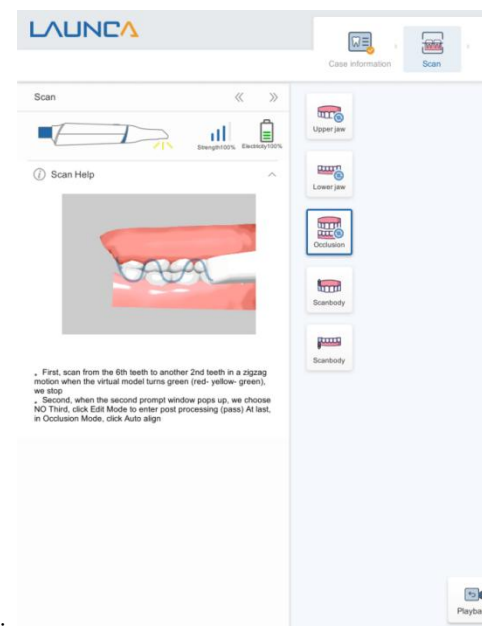 LAUNCA
Case information
Scan
Scan
Strength100%
Electricity100%
Scan Help
Upper jaw
Lower jaw
Occlusion
Scanbody
Scanbody
. First, scan from the 6th teeth to another 2nd teeth in a zigzag
motion when the virtual model turns green (red- yellow- green),
we stop
. Second, when the second prompt window pops up, we choose
NO Third, click Edit Mode to enter post processing (pass) At last,
in Occlusion Mode, click Auto align